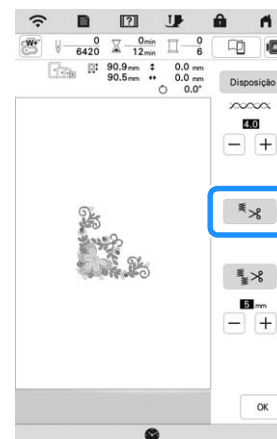 W+ 0 0min 0
6420 12min 6
90.9mm 0.0 mm
90.5mm 0.0 mm
0.0°
Disposição
4.0
− +
5 mm
− +
OK